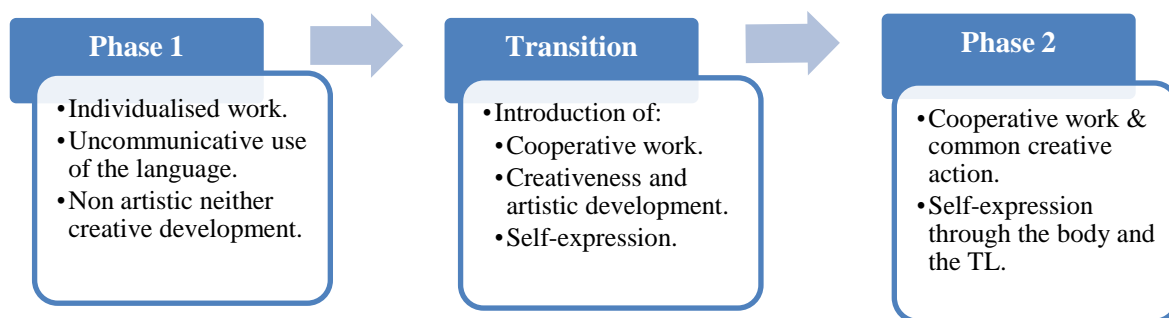 Phase 1
•Individualised work.
•Uncommunicative use
of the language.
•Non artistic neither
creative development.
Transition
•Introduction of:
•Cooperative work.
•Creativeness and
artistic development.
•Self-expression.
Phase 2
•Cooperative work &
common creative
action.
•Self-expression
through the body and
the TL.